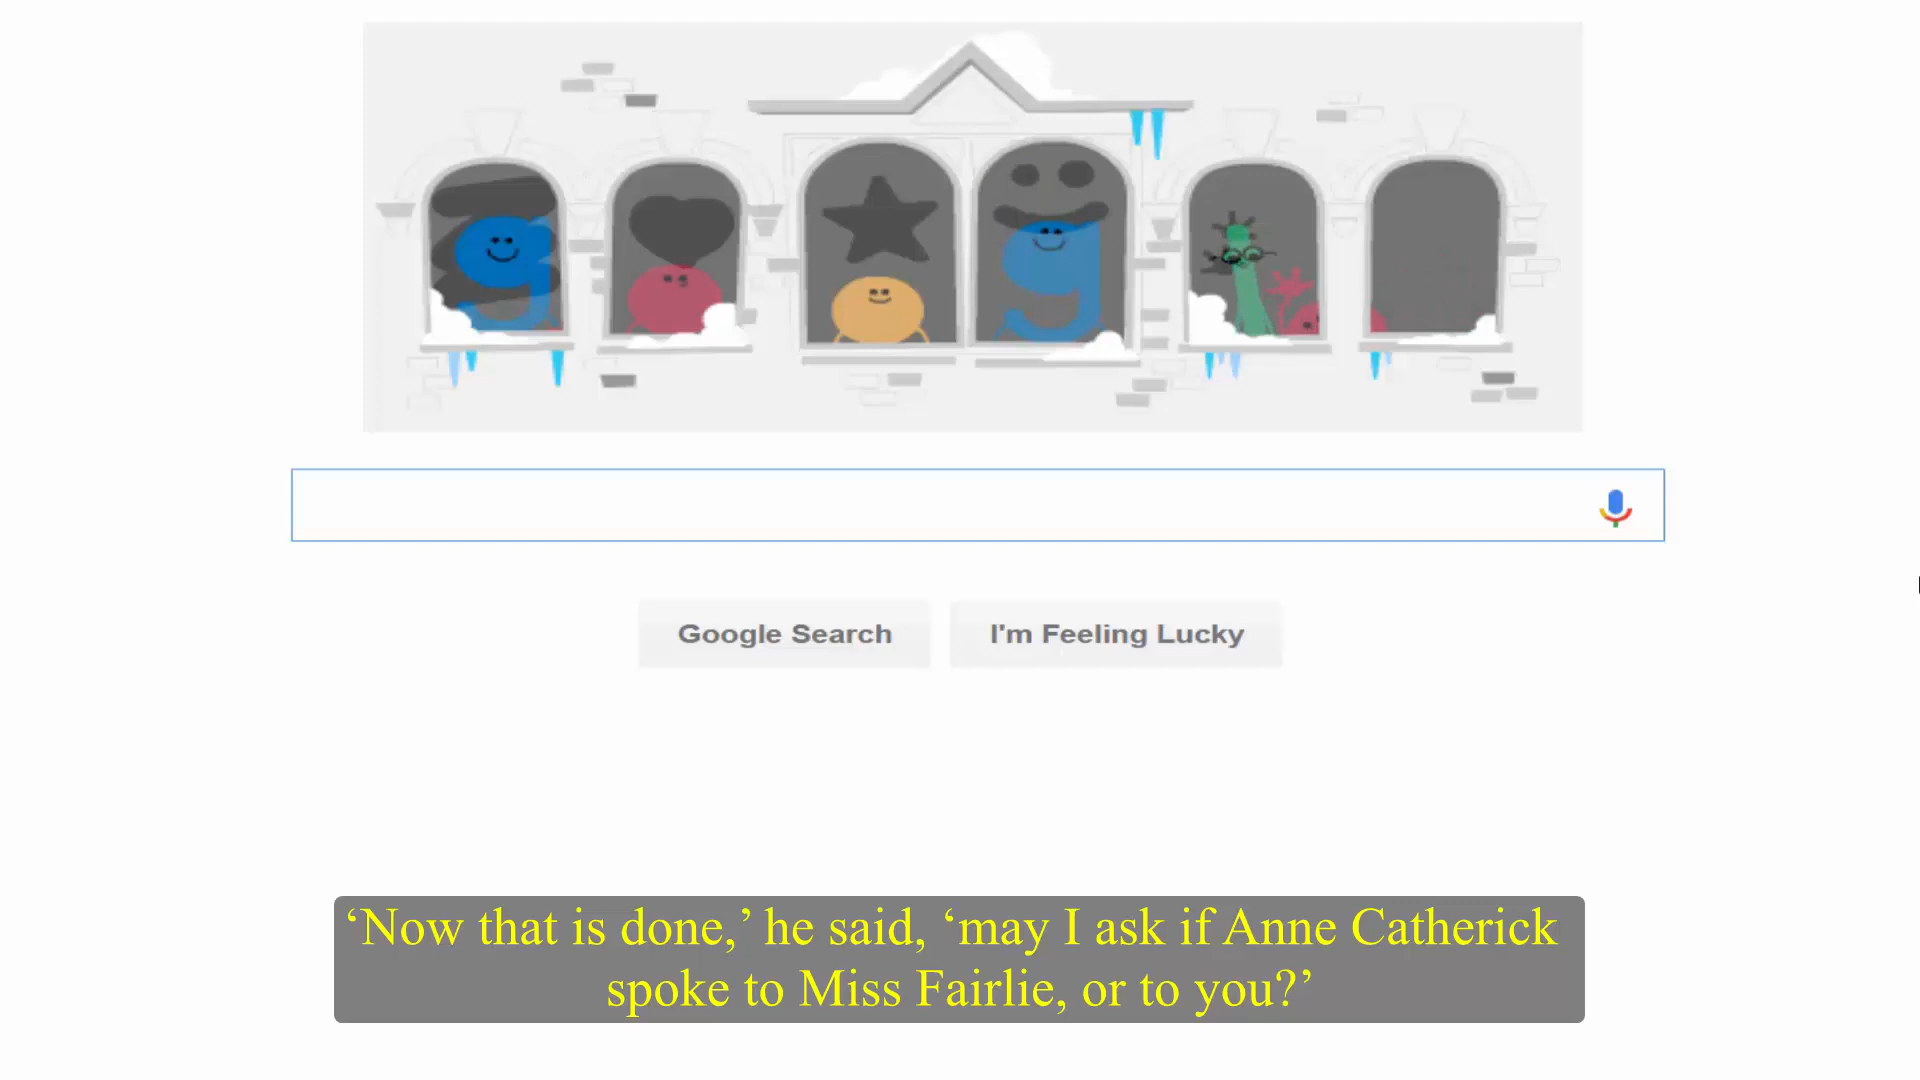 Google Search
I'm Feeling Lucky
‘Now that is done,’ he said, ‘may I ask if Anne Catherick
spoke to Miss Fairlie, or to you?’